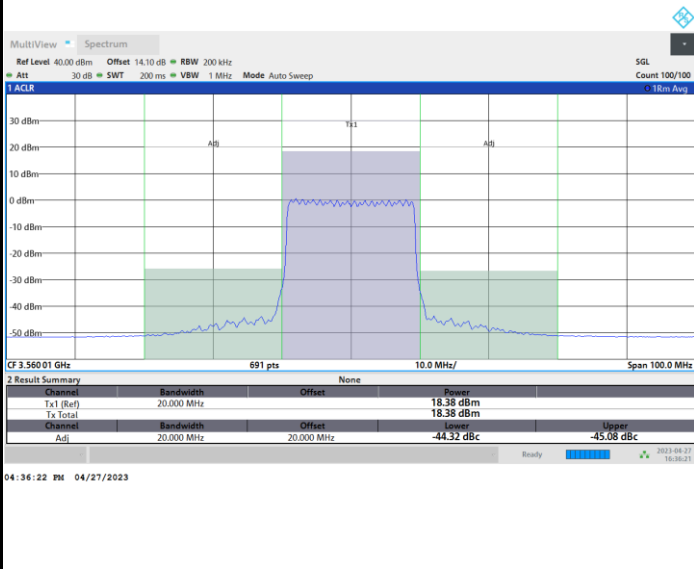 MultiView Spectrum
Ref Level 40.00 dBm Offset 14.10 dB RBW 200 kHz SGL
Att 30 dB SWT 200 ms VBW 1 MHz Mode Auto Sweep Count 100/100
1 ACLR 1Rm Avg
30 dBm
Tx1
20 dBm Adj Adj
10 dBm
0 dBm
-10 dBm
-20 dBm
-30 dBm
-40 dBm
-50 dBm
CF 3.56001 GHz 691 pts 10.0 MHz/ Span 100.0 MHz
2 Result Summary None
Channel Bandwidth Offset Power
Tx1 (Ref) 20.000 MHz 18.38 dBm
Tx Total 18.38 dBm
Channel Bandwidth Offset Lower Upper
Adj 20.000 MHz 20.000 MHz -44.32 dBc -45.08 dBc
Ready 2023-04-27
16:36:21
04:36:22 PM 04/27/2023